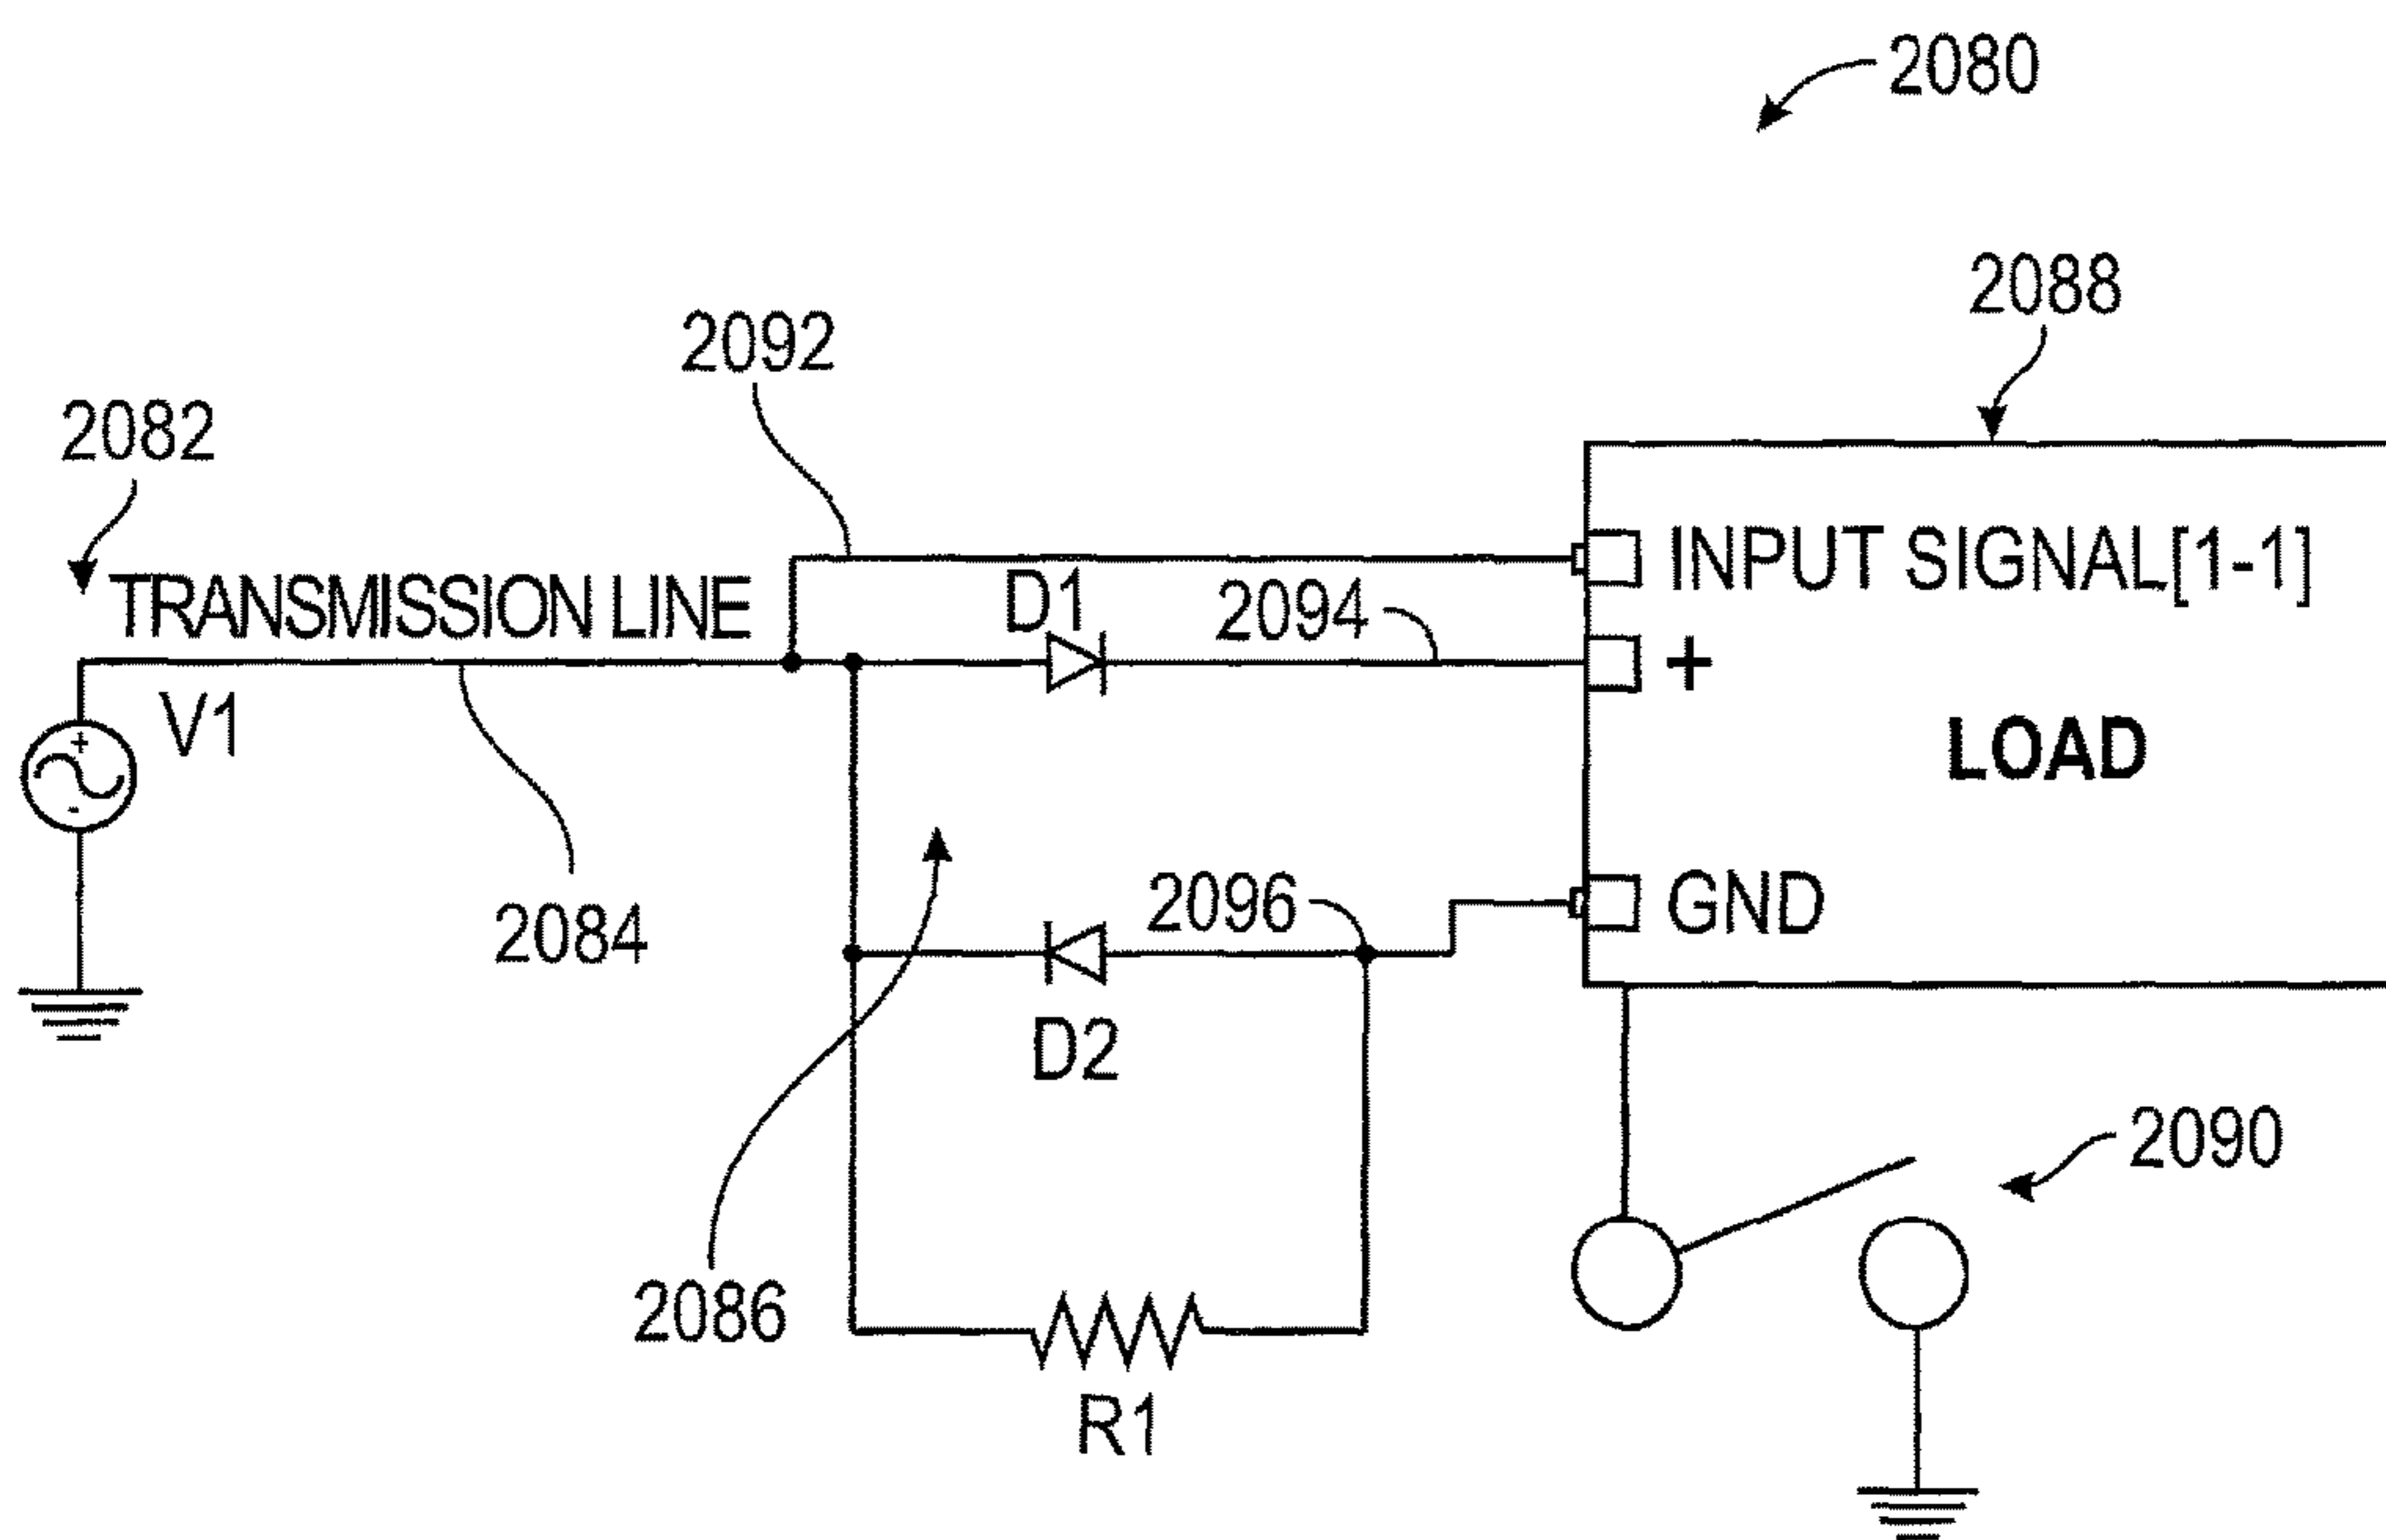 2080
2088
2092
2082
INPUT SIGNAL[1-1]
TRANSMISSION LINE
D1
2094
+
V1
+
-
LOAD
2096
GND
2084
D2
2090
2086
R1